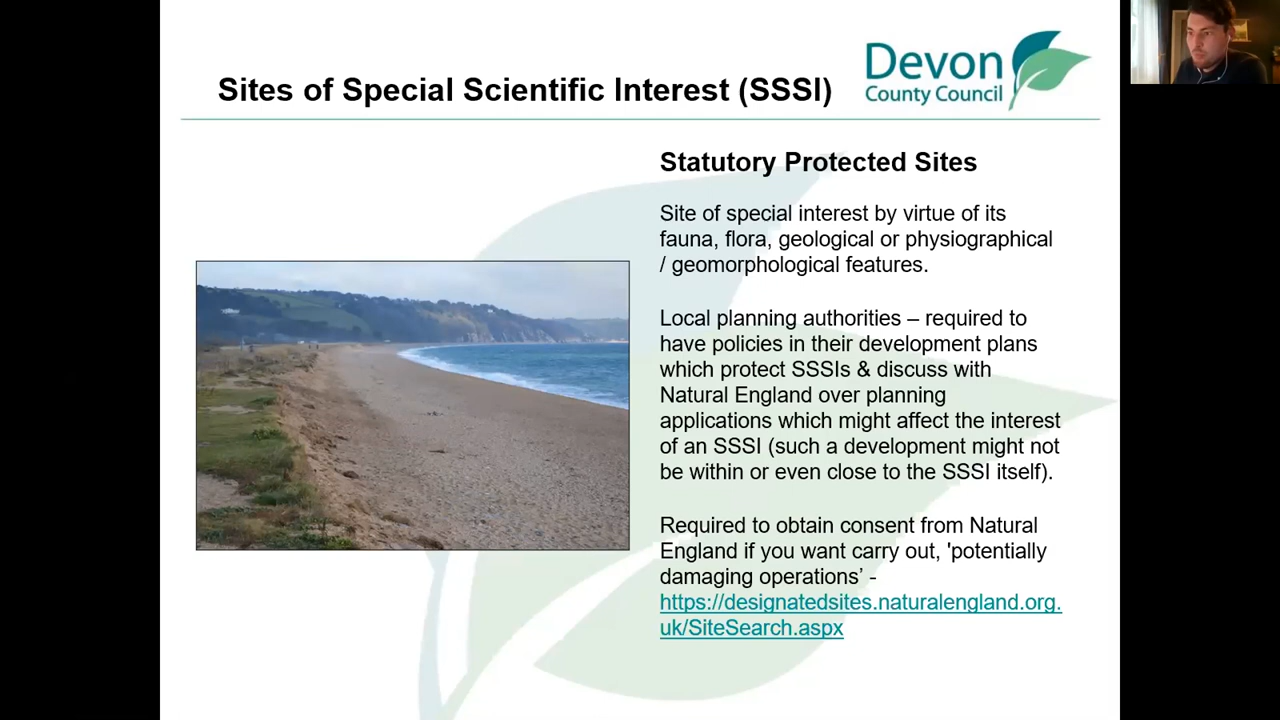 Sites of Special Scientific Interest (SSSI)
Devon
County Council
Statutory Protected Sites
Site of special interest by virtue of its
fauna, flora, geological or physiographical
/ geomorphological features.
Local planning authorities – required to
have policies in their development plans
which protect SSSIs & discuss with
Natural England over planning
applications which might affect the interest
of an SSSI (such a development might not
be within or even close to the SSSI itself).
Required to obtain consent from Natural
England if you want carry out, 'potentially
damaging operations’ -
https://designatedsites.naturalengland.org.
uk/SiteSearch.aspx